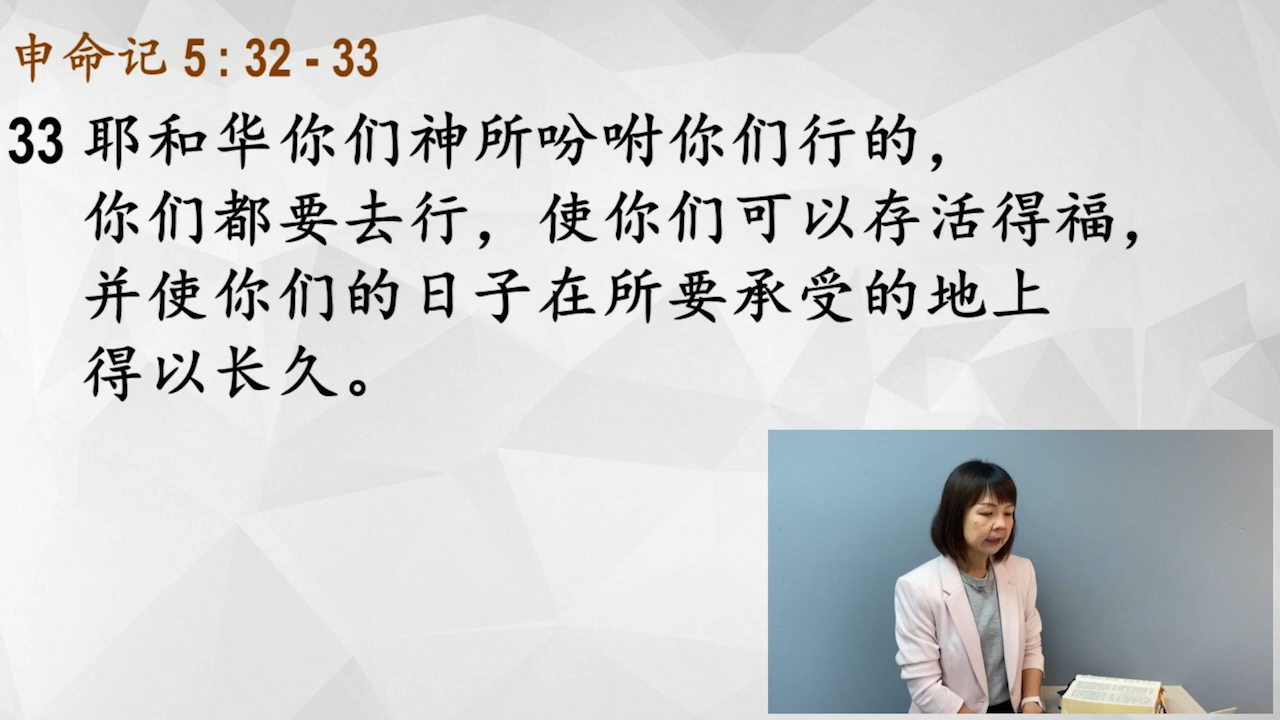 申命记 5 : 32 - 33
33 耶和华你们神所吩咐你们行的，
你们都要去行，使你们可以存活得福，
并使你们的日子在所要承受的地上
得以长久。